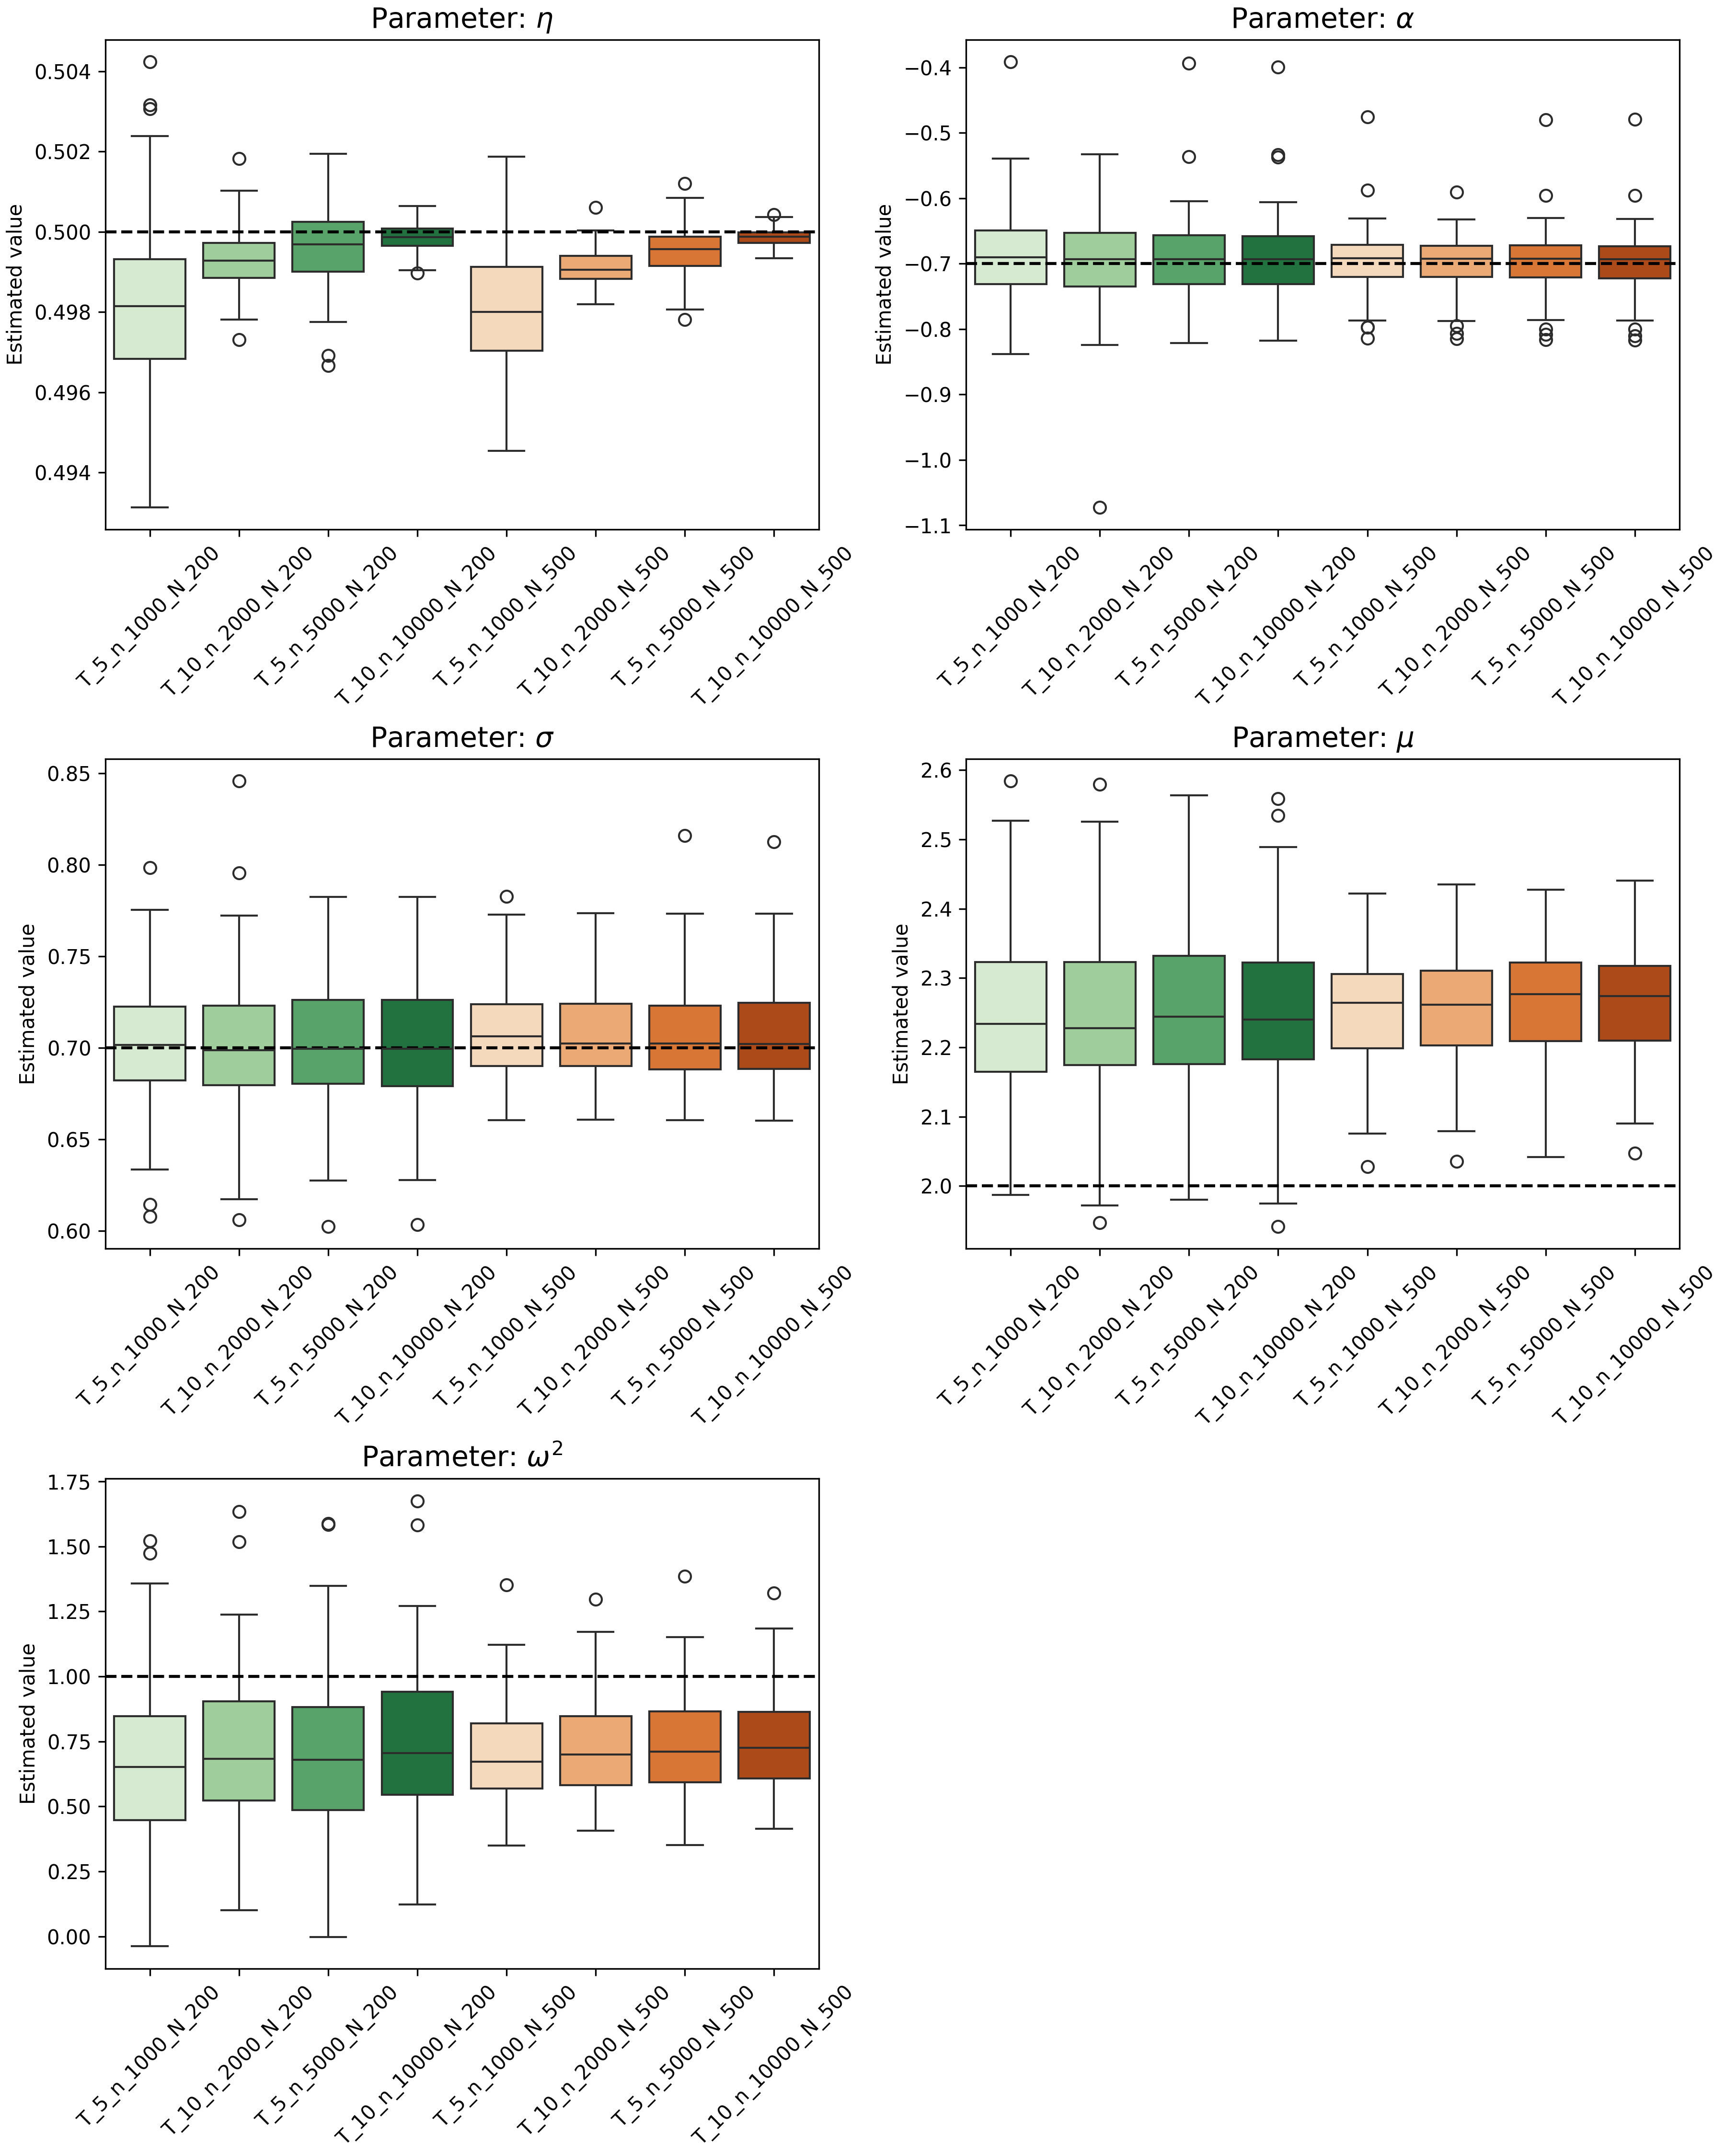 Parameter: η
Estimated value
0.504
0.502
0.500
0.498
0.496
0.494
T_5_n_1000_N_200
T_10_n_2000_N_200
T_5_n_5000_N_200
T_10_n_10000_N_200
T_5_n_1000_N_500
T_10_n_2000_N_500
T_5_n_5000_N_500
T_10_n_10000_N_500
Parameter: α
Estimated value
−0.4
−0.5
−0.6
−0.7
−0.8
−0.9
−1.0
−1.1
T_5_n_1000_N_200
T_10_n_2000_N_200
T_5_n_5000_N_200
T_10_n_10000_N_200
T_5_n_1000_N_500
T_10_n_2000_N_500
T_5_n_5000_N_500
T_10_n_10000_N_500
Parameter: σ
Estimated value
0.85
0.80
0.75
0.70
0.65
0.60
T_5_n_1000_N_200
T_10_n_2000_N_200
T_5_n_5000_N_200
T_10_n_10000_N_200
T_5_n_1000_N_500
T_10_n_2000_N_500
T_5_n_5000_N_500
T_10_n_10000_N_500
Parameter: μ
Estimated value
2.6
2.5
2.4
2.3
2.2
2.1
2.0
T_5_n_1000_N_200
T_10_n_2000_N_200
T_5_n_5000_N_200
T_10_n_10000_N_200
T_5_n_1000_N_500
T_10_n_2000_N_500
T_5_n_5000_N_500
T_10_n_10000_N_500
Parameter: ω²
Estimated value
1.75
1.50
1.25
1.00
0.75
0.50
0.25
0.00
T_5_n_1000_N_200
T_10_n_2000_N_200
T_5_n_5000_N_200
T_10_n_10000_N_200
T_5_n_1000_N_500
T_10_n_2000_N_500
T_5_n_5000_N_500
T_10_n_10000_N_500